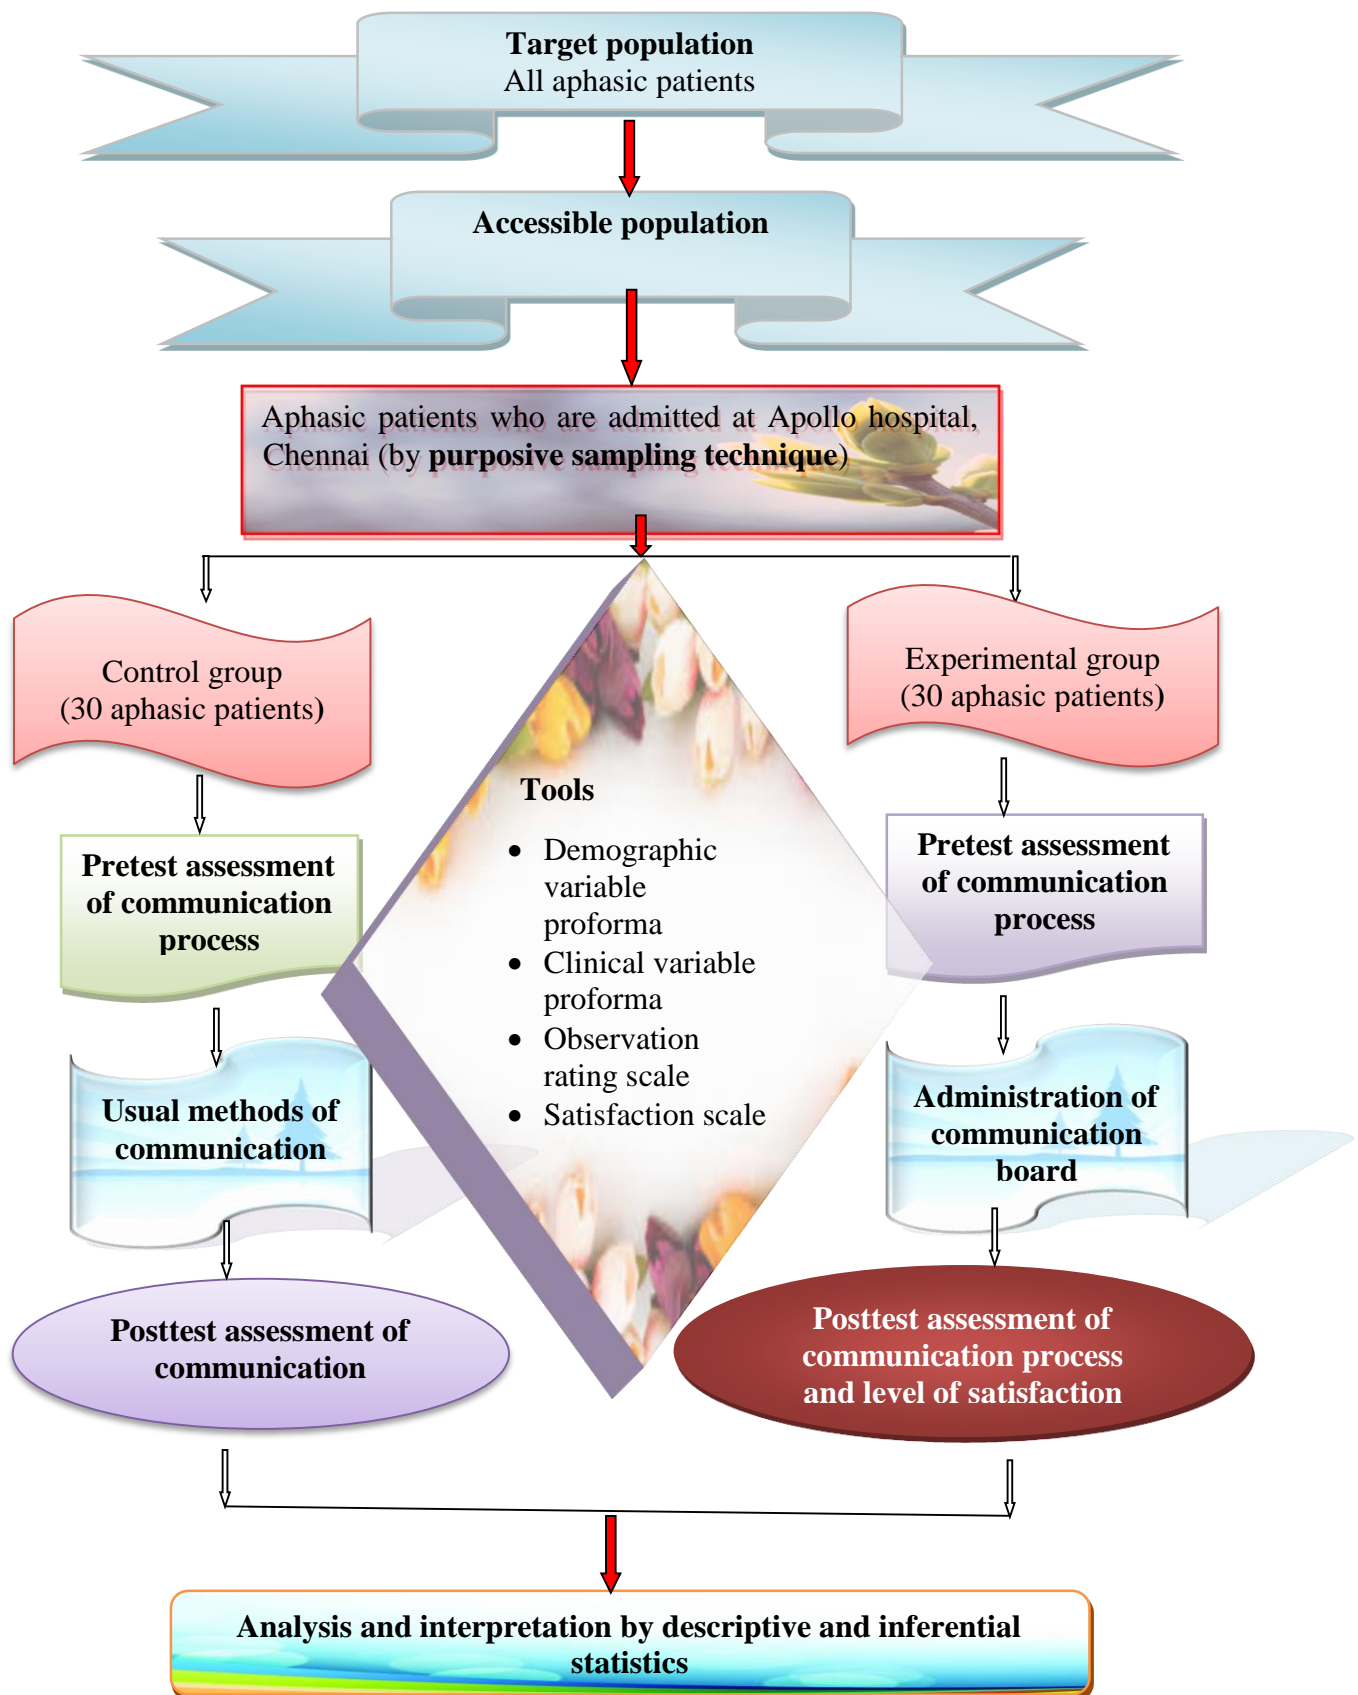 Target population
All aphasic patients
Accessible population
Aphasic patients who are admitted at Apollo hospital,
Chennai (by purposive sampling technique)
Control group
(30 aphasic patients)
Experimental group
(30 aphasic patients)
Tools
• Demographic
variable
proforma
• Clinical variable
proforma
• Observation
rating scale
• Satisfaction scale
Pretest assessment
of communication
process
Pretest assessment
of communication
process
Usual methods of
communication
Administration of
communication
board
Posttest assessment of
communication
Posttest assessment of
communication process
and level of satisfaction
Analysis and interpretation by descriptive and inferential
statistics